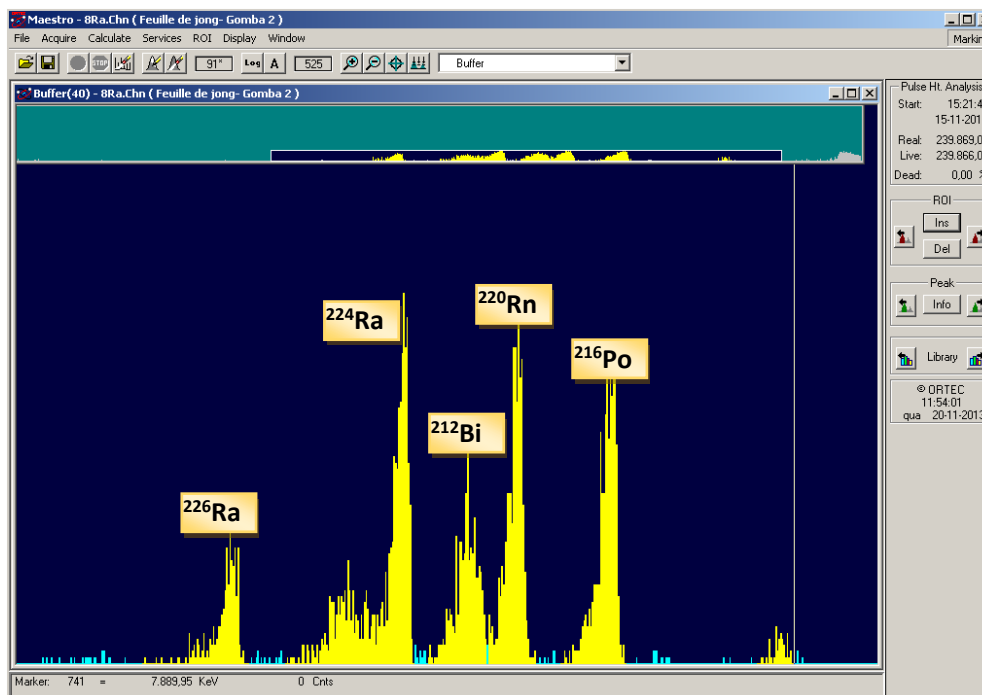 Maestro - 8Ra.Chn ( Feuille de jong- Gomba 2 )
File Acquire Calculate Services ROI Display Window
91% Log A 525 Buffer
Buffer(40) - 8Ra.Chn ( Feuille de jong- Gomba 2 )
²²⁴Ra
²²⁰Rn
²¹⁶Po
²¹²Bi
²²⁶Ra
Pulse Ht. Analysis
Start: 15:21:4
15-11-201
Real: 239.869,0
Live: 239.866,0
Dead: 0,00 %
ROI
Ins
Del
Peak
Info
Library
© ORTEC
11:54:01
qua 20-11-2013
Marker: 741 = 7.889,95 KeV 0 Cnts